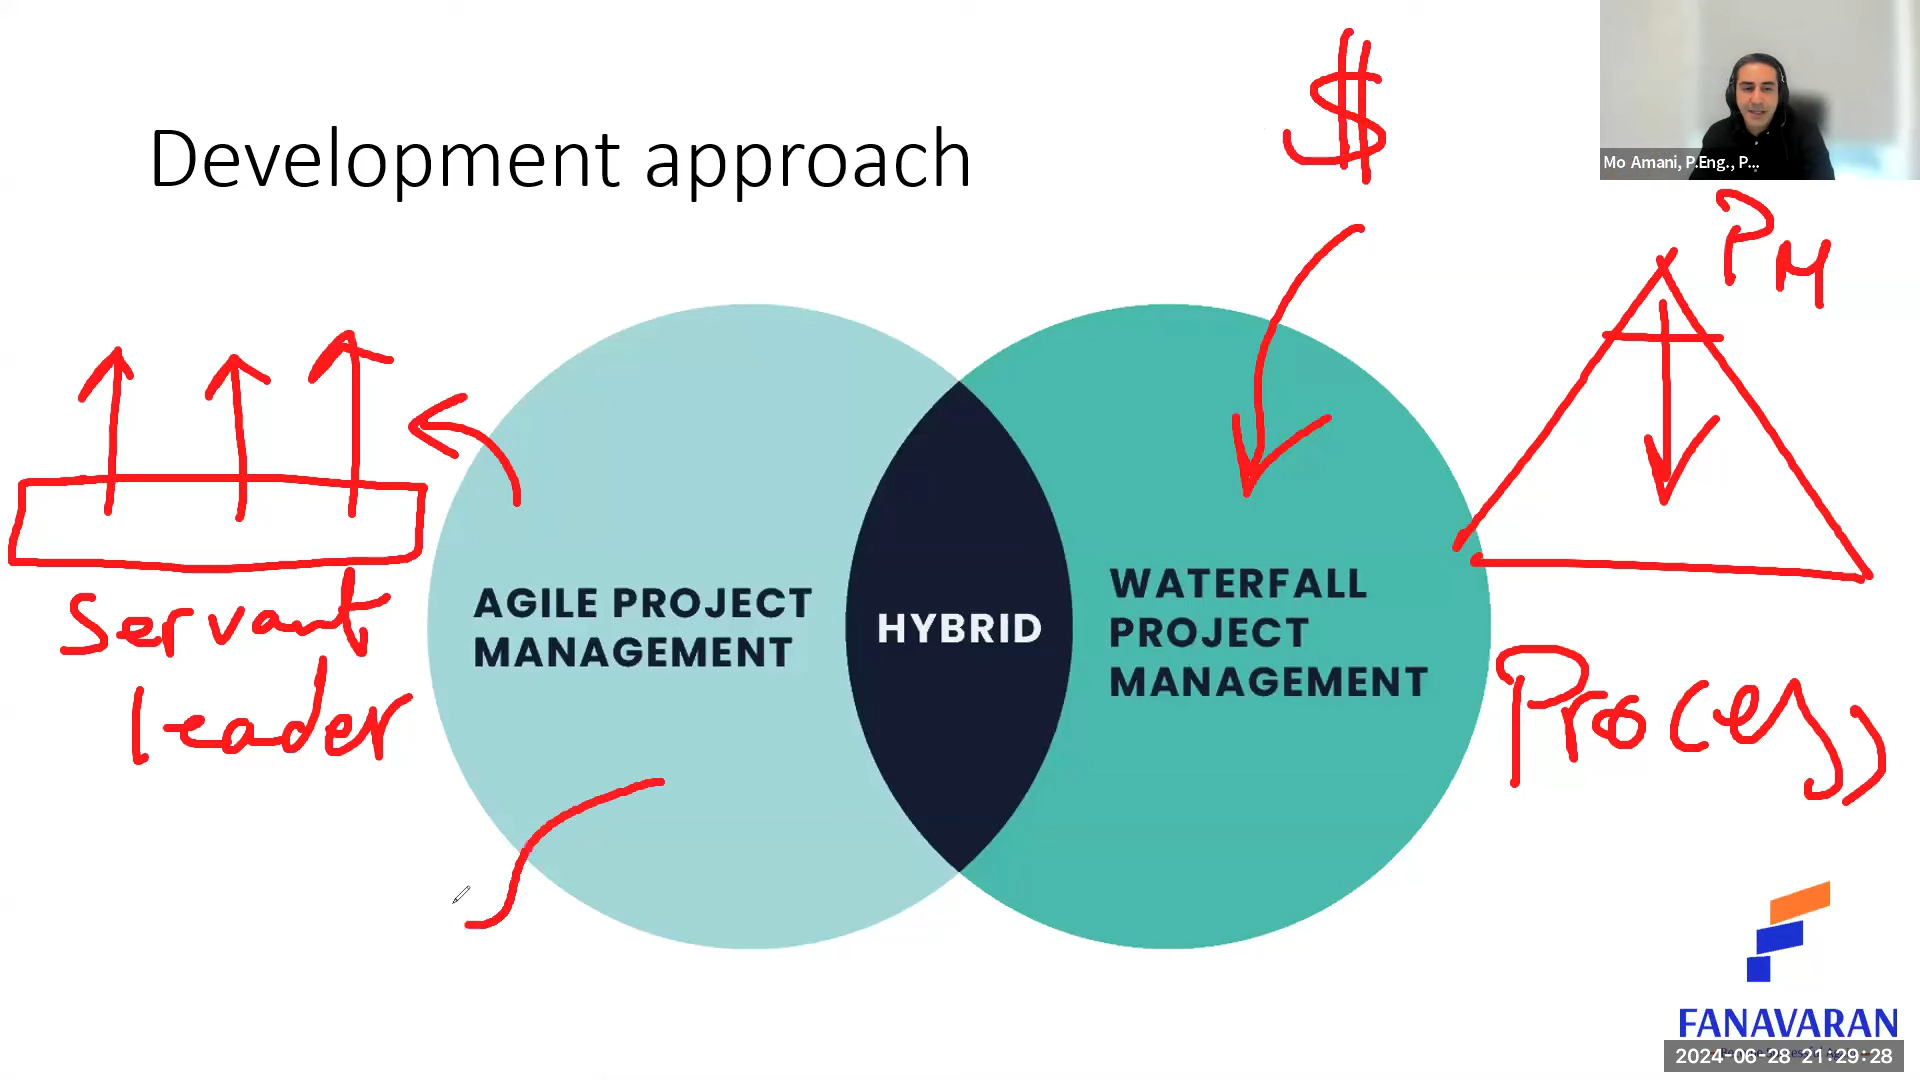 $
Mo Amani, P.Eng., P...
Development approach
PM
AGILE PROJECT
MANAGEMENT
HYBRID
WATERFALL
PROJECT
MANAGEMENT
Servant
leader
Process
FANAVARAN
2024-06-28 21:29:28